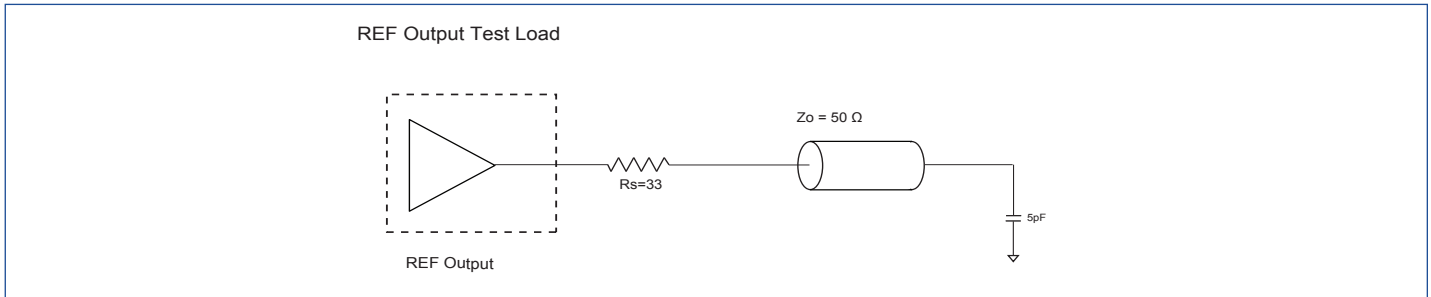 REF Output Test Load
Zo = 50 Ω
Rs=33
5pF
REF Output